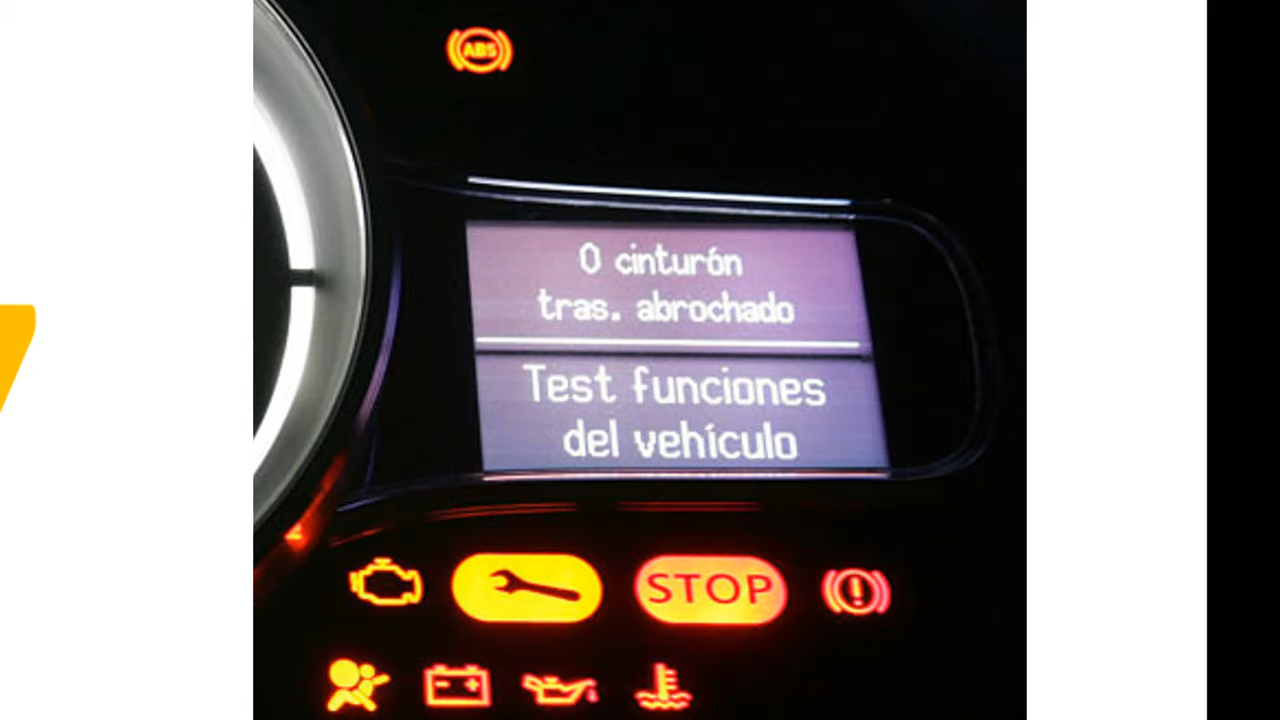 ABS
0 cinturón
tras. abrochado
Test funciones
del vehículo
STOP